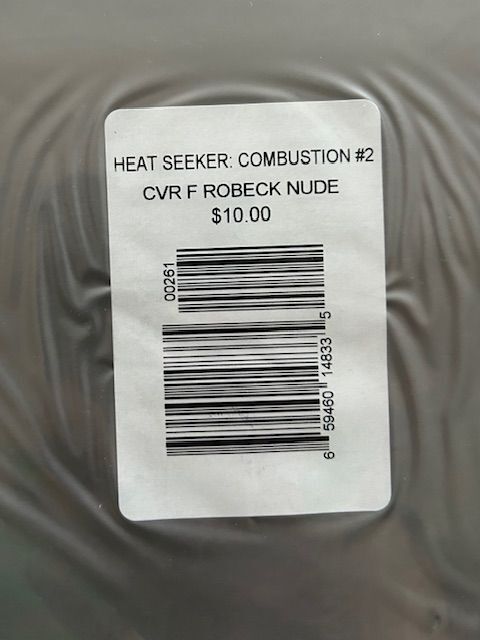 HEAT SEEKER: COMBUSTION #2
CVR F ROBECK NUDE
$10.00
00261
6 59460 14833 5